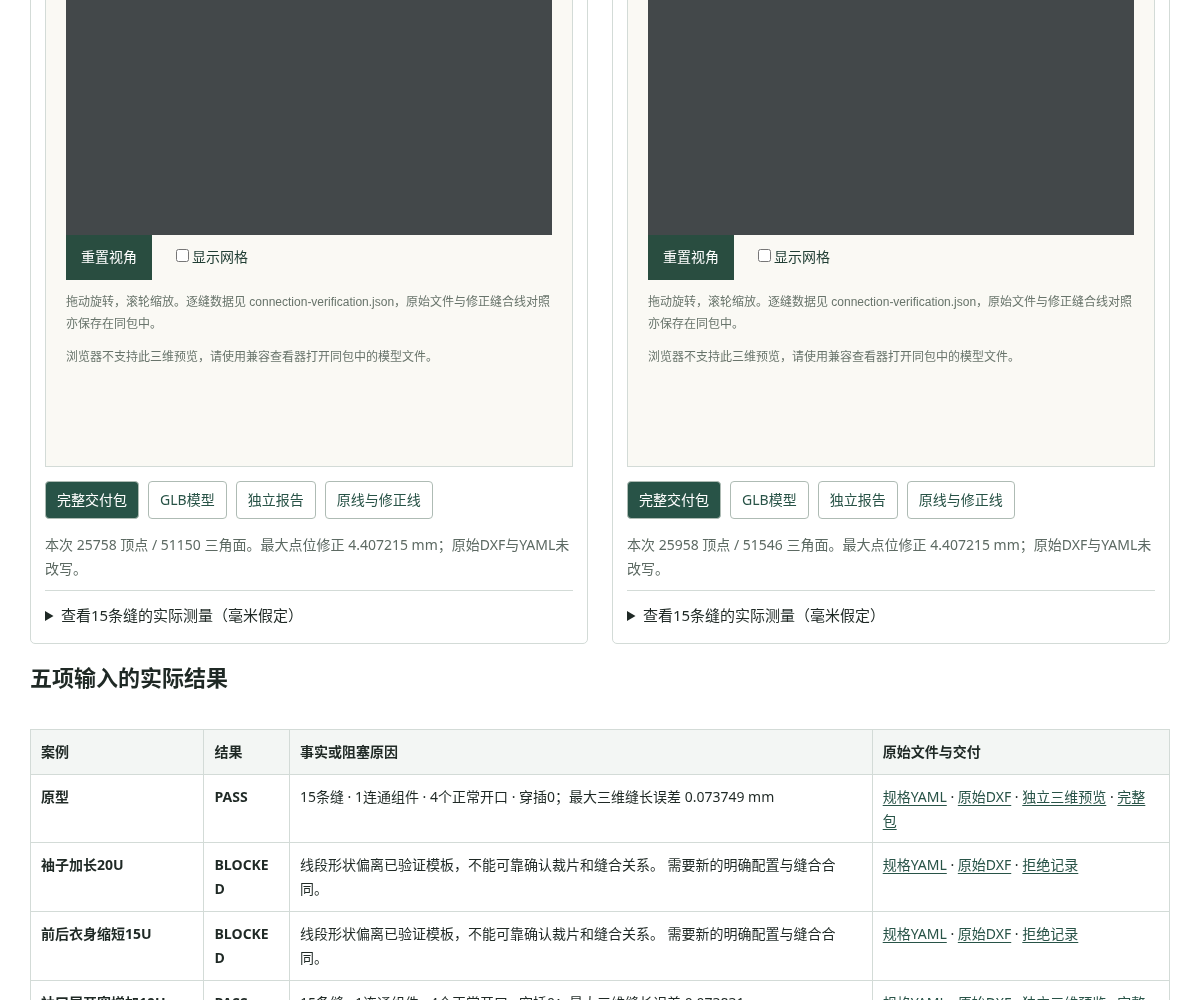 重置视角 显示网格
拖动旋转，滚轮缩放。逐缝数据见 connection-verification.json，原始文件与修正缝合线对照
亦保存在同包中。
浏览器不支持此三维预览，请使用兼容查看器打开同包中的模型文件。
完整交付包 GLB模型 独立报告 原线与修正线
本次 25758 顶点 / 51150 三角面。最大点位修正 4.407215 mm；原始DXF与YAML未
改写。
查看15条缝的实际测量（毫米假定）
重置视角 显示网格
拖动旋转，滚轮缩放。逐缝数据见 connection-verification.json，原始文件与修正缝合线对照
亦保存在同包中。
浏览器不支持此三维预览，请使用兼容查看器打开同包中的模型文件。
完整交付包 GLB模型 独立报告 原线与修正线
本次 25958 顶点 / 51546 三角面。最大点位修正 4.407215 mm；原始DXF与YAML未
改写。
查看15条缝的实际测量（毫米假定）
五项输入的实际结果
案例 结果 事实或阻塞原因 原始文件与交付
原型 PASS 15条缝 · 1连通组件 · 4个正常开口 · 穿插0；最大三维缝长误差 0.073749 mm 规格YAML · 原始DXF · 独立三维预览 · 完整
包
袖子加长20U BLOCKE 线段形状偏离已验证模板，不能可靠确认裁片和缝合关系。 需要新的明确配置与缝合合 规格YAML · 原始DXF · 拒绝记录
D 同。
前后衣身缩短15U BLOCKE 线段形状偏离已验证模板，不能可靠确认裁片和缝合关系。 需要新的明确配置与缝合合 规格YAML · 原始DXF · 拒绝记录
D 同。